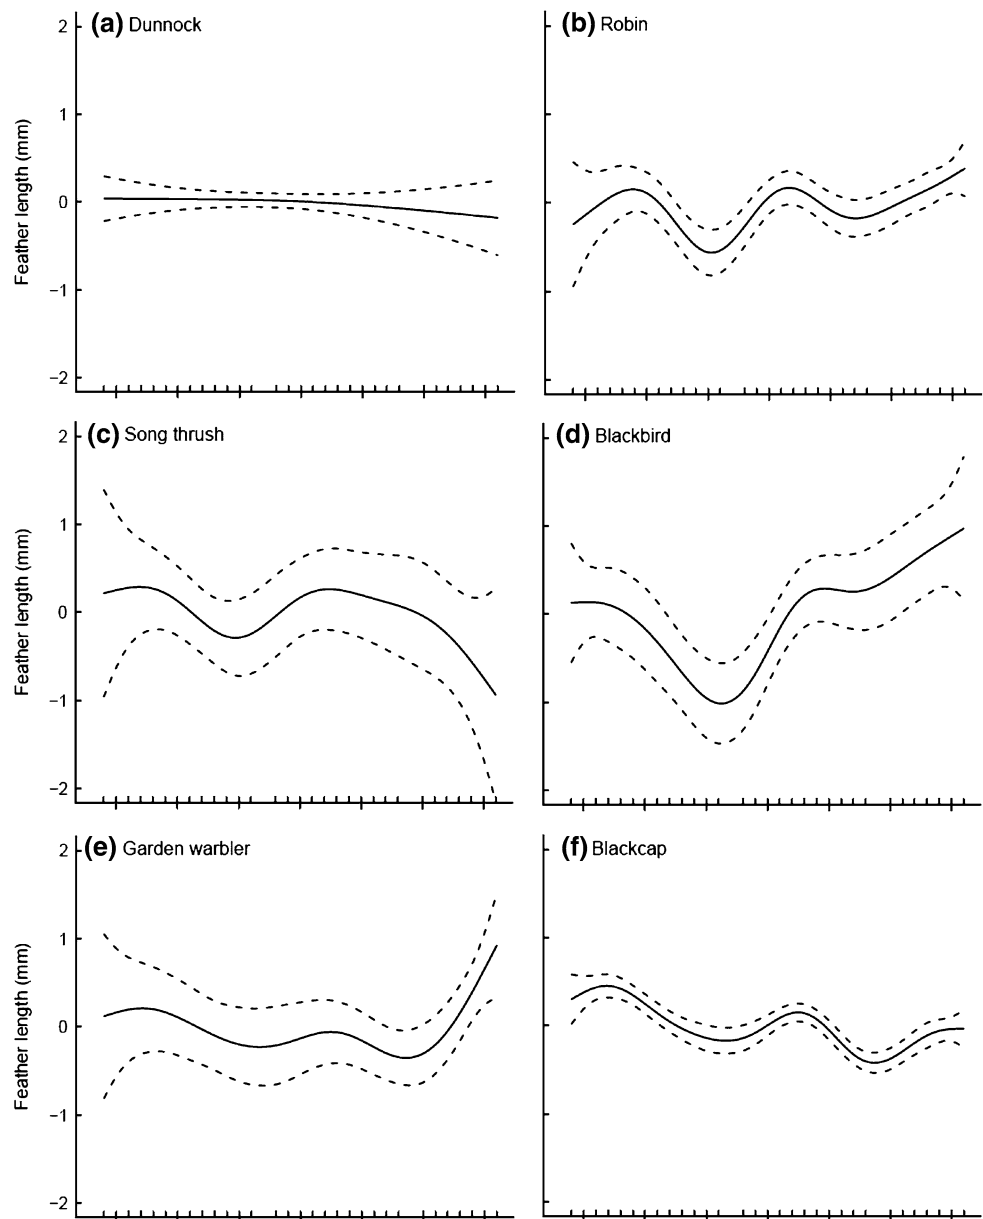 (a) Dunnock
(b) Robin
2
1
0
−1
−2
Feather length (mm)
(c) Song thrush
(d) Blackbird
2
1
0
−1
−2
Feather length (mm)
(e) Garden warbler
(f) Blackcap
2
1
0
−1
−2
Feather length (mm)